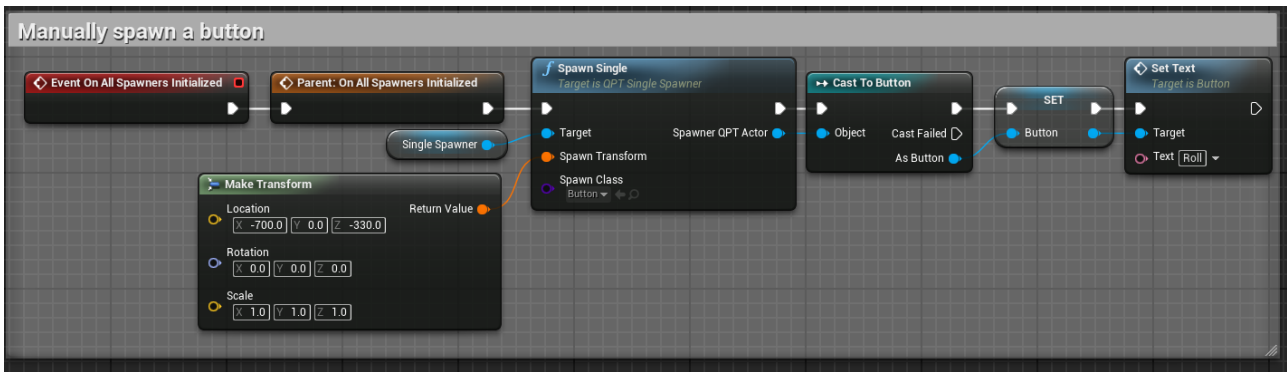 Manually spawn a button
Event On All Spawners Initialized
Parent: On All Spawners Initialized
Spawn Single
Target is QPT Single Spawner
Target
Spawner QPT Actor
Spawn Transform
Spawn Class
Button
Cast To Button
Object
Cast Failed
As Button
SET
Button
Set Text
Target is Button
Target
Text Roll
Single Spawner
Make Transform
Location
Return Value
X -700.0 Y 0.0 Z -330.0
Rotation
X 0.0 Y 0.0 Z 0.0
Scale
X 1.0 Y 1.0 Z 1.0